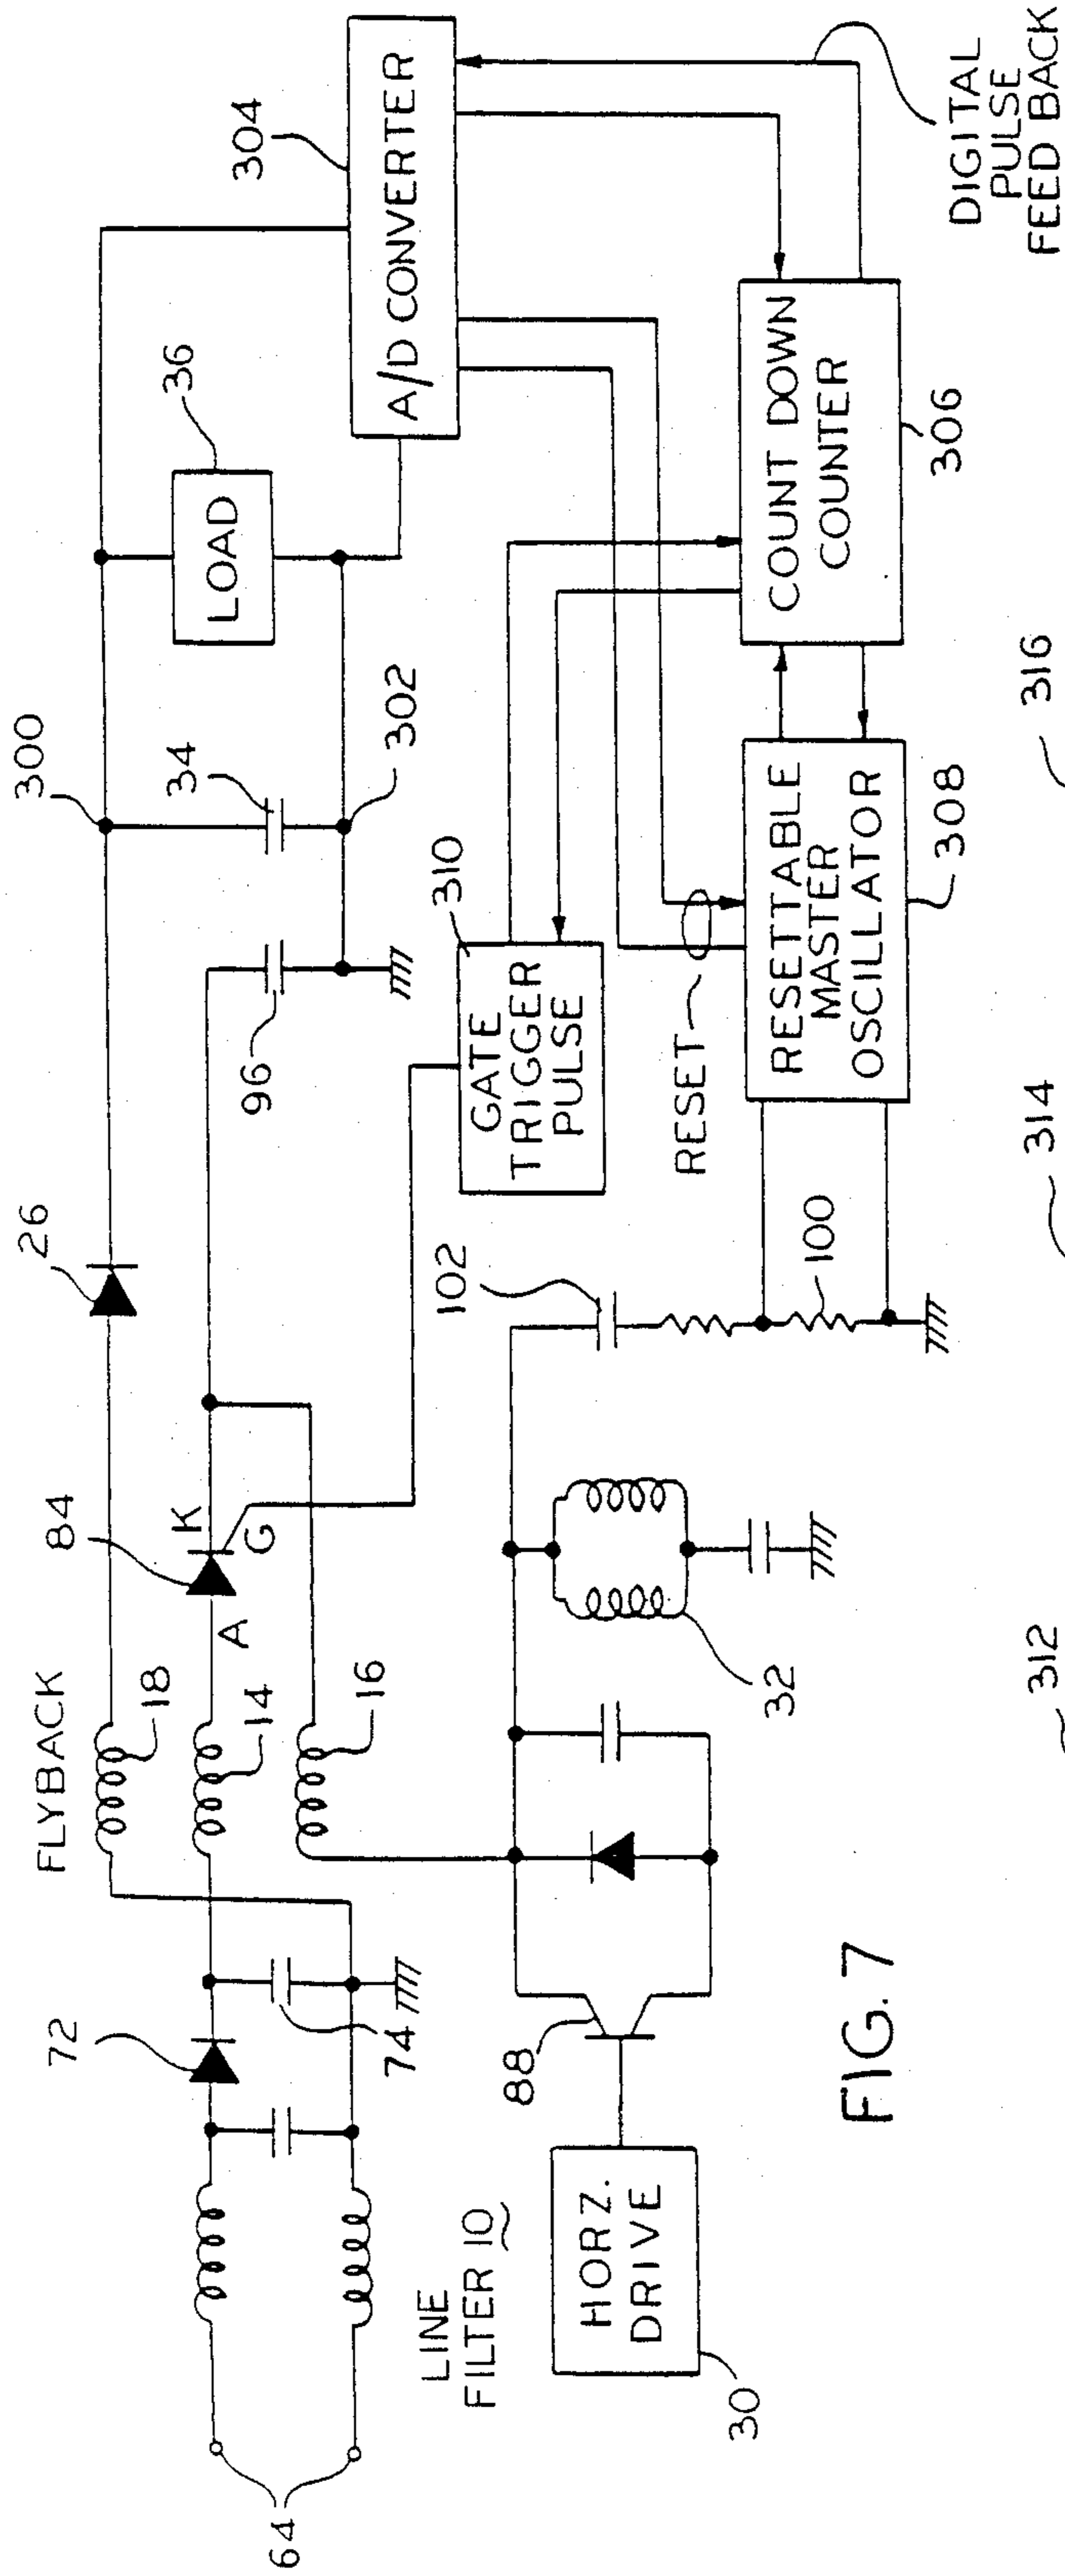 FLYBACK
64
72
74
18
14
16
84
A
K
G
26
300
34
96
302
LOAD
36
304
A/D CONVERTER
LINE
FILTER 10
HORZ.
DRIVE
30
88
32
102
100
GATE
TRIGGER
PULSE
310
RESET
RESETTABLE
MASTER
OSCILLATOR
308
COUNT DOWN
COUNTER
306
DIGITAL
PULSE
FEED BACK
FIG. 7
312
314
316